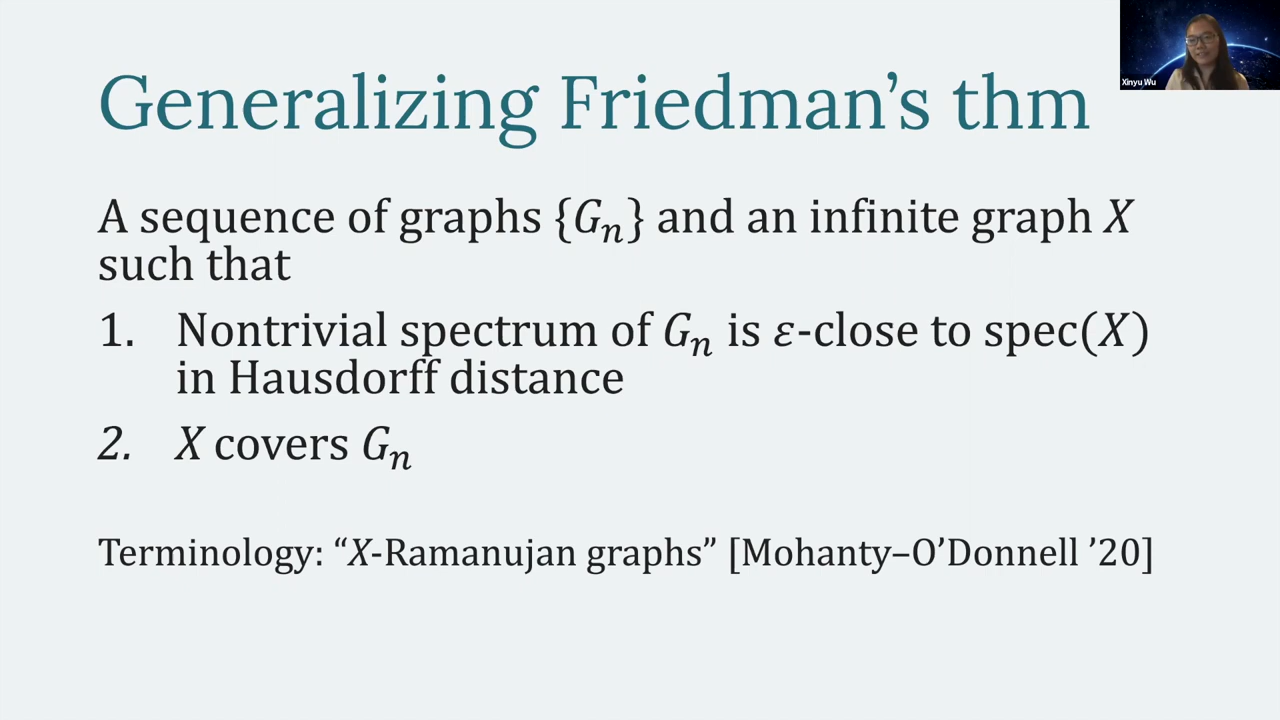 Generalizing Friedman’s thm
Xinyu Wu
A sequence of graphs {Gₙ} and an infinite graph X
such that
1. Nontrivial spectrum of Gₙ is ε-close to spec(X)
in Hausdorff distance
2. X covers Gₙ
Terminology: “X-Ramanujan graphs” [Mohanty–O’Donnell ’20]